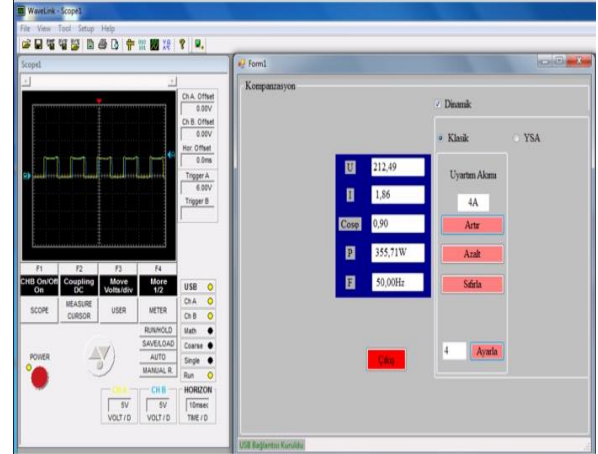 WaveLink - Scope1
File View Tool Setup Help
Scope1
Ch A. Offset
0.00V
Ch B. Offset
0.00V
Hor. Offset
0.0ms
Trigger A
6.00V
Trigger B
F1 F2 F3 F4
CHB On/Off On
Coupling DC
Move Volts/div
More 1/2
SCOPE
MEASURE CURSOR
USER
METER
RUN/HOLD
SAVE/LOAD
AUTO
MANUAL R.
POWER
USB
Ch A
Ch B
Math
Coarse
Single
Run
CH A
5V
VOLT / D
CH B
5V
VOLT / D
HORIZON
10msec
TIME / D
Form1
Kompanzasyon
Dinamik
Klasik
YSA
U 212,49
I 1,86
Cosφ 0,90
P 355,71W
F 50,00Hz
Uyartım Akımı
4A
Artır
Azalt
Sıfırla
4 Ayarla
Çıkış
USB Bağlantısı Kuruldu